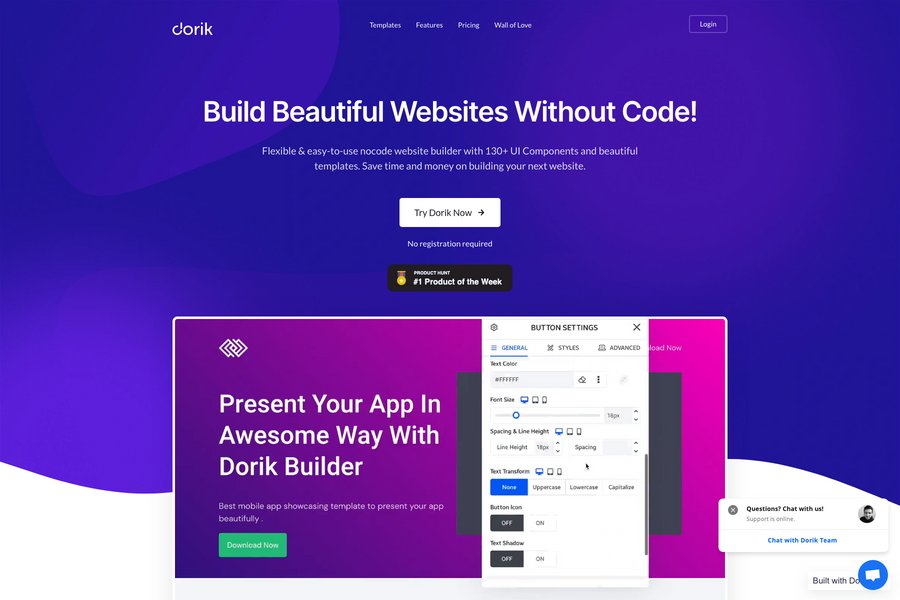 dorik
Templates
Features
Pricing
Wall of Love
Login
Build Beautiful Websites Without Code!
Flexible & easy-to-use nocode website builder with 130+ UI Components and beautiful
templates. Save time and money on building your next website.
Try Dorik Now
No registration required
PRODUCT HUNT
#1 Product of the Week
Present Your App In
Awesome Way With
Dorik Builder
Best mobile app showcasing template to present your app
beautifully .
Download Now
BUTTON SETTINGS
GENERAL
STYLES
ADVANCED
Text Color
#FFFFFF
Font Size
18px
Spacing & Line Height
Line Height
18px
Spacing
Text Transform
None
Uppercase
Lowercase
Capitalize
Button Icon
OFF
ON
Text Shadow
OFF
ON
Now
Questions? Chat with us!
Support is online.
Chat with Dorik Team
Built with